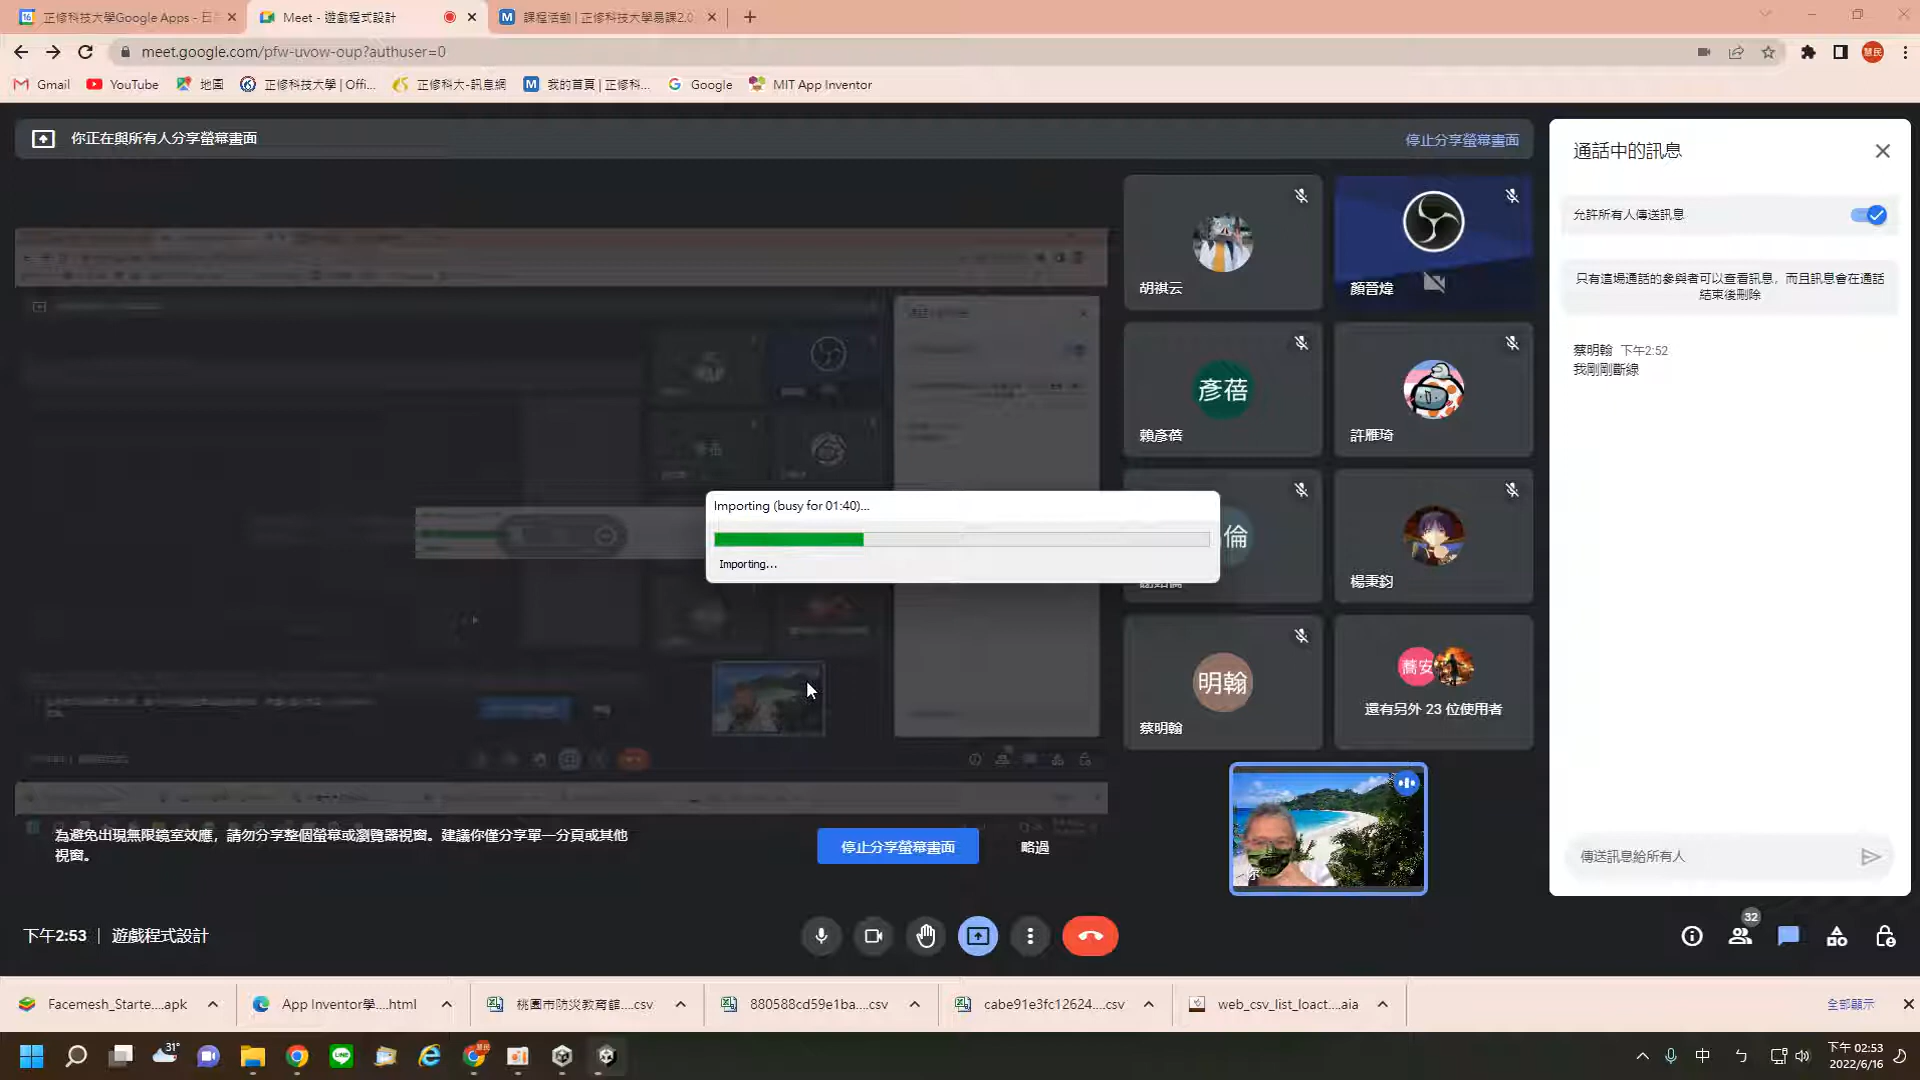 正修科技大學Google Apps - 日
Meet - 遊戲程式設計
課程活動 | 正修科技大學易課2.0
meet.google.com/pfw-uvow-oup?authuser=0
Gmail
YouTube
地圖
正修科技大學 | Offi...
正修科大-訊息網
我的首頁 | 正修科...
Google
MIT App Inventor
你正在與所有人分享螢幕畫面
停止分享螢幕畫面
通話中的訊息
允許所有人傳送訊息
只有這場通話的參與者可以查看訊息，而且訊息會在通話
結束後刪除
蔡明翰 下午2:52
我剛剛斷線
胡祺云
顏晉煒
彥蓓
賴彥蓓
許雁琦
Importing (busy for 01:40)...
Importing...
倫
楊秉鈞
明翰
蔡明翰
蕎安
還有另外 23 位使用者
為避免出現無限鏡室效應，請勿分享整個螢幕或瀏覽器視窗。建議你僅分享單一分頁或其他
視窗。
停止分享螢幕畫面
略過
你
傳送訊息給所有人
下午2:53 | 遊戲程式設計
32
Facemesh_Starte....apk
App Inventor學....html
桃園市防災教育館....csv
880588cd59e1ba....csv
cabe91e3fc12624....csv
web_csv_list_loact....aia
全部顯示
31°
中
下午 02:53
2022/6/16